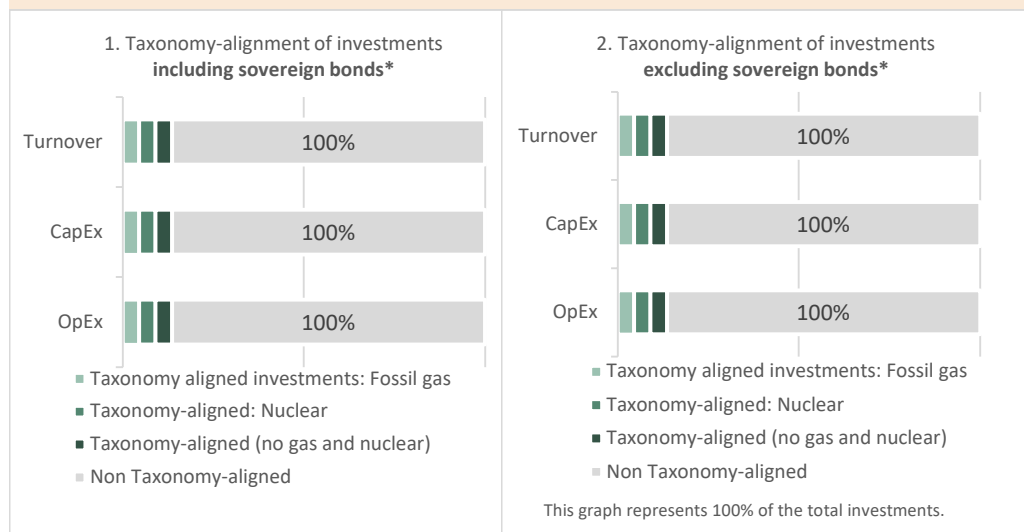 1. Taxonomy-alignment of investments
including sovereign bonds*
Turnover
100%
CapEx
100%
OpEx
100%
Taxonomy aligned investments: Fossil gas
Taxonomy-aligned: Nuclear
Taxonomy-aligned (no gas and nuclear)
Non Taxonomy-aligned
2. Taxonomy-alignment of investments
excluding sovereign bonds*
Turnover
100%
CapEx
100%
OpEx
100%
Taxonomy aligned investments: Fossil gas
Taxonomy-aligned: Nuclear
Taxonomy-aligned (no gas and nuclear)
Non Taxonomy-aligned
This graph represents 100% of the total investments.